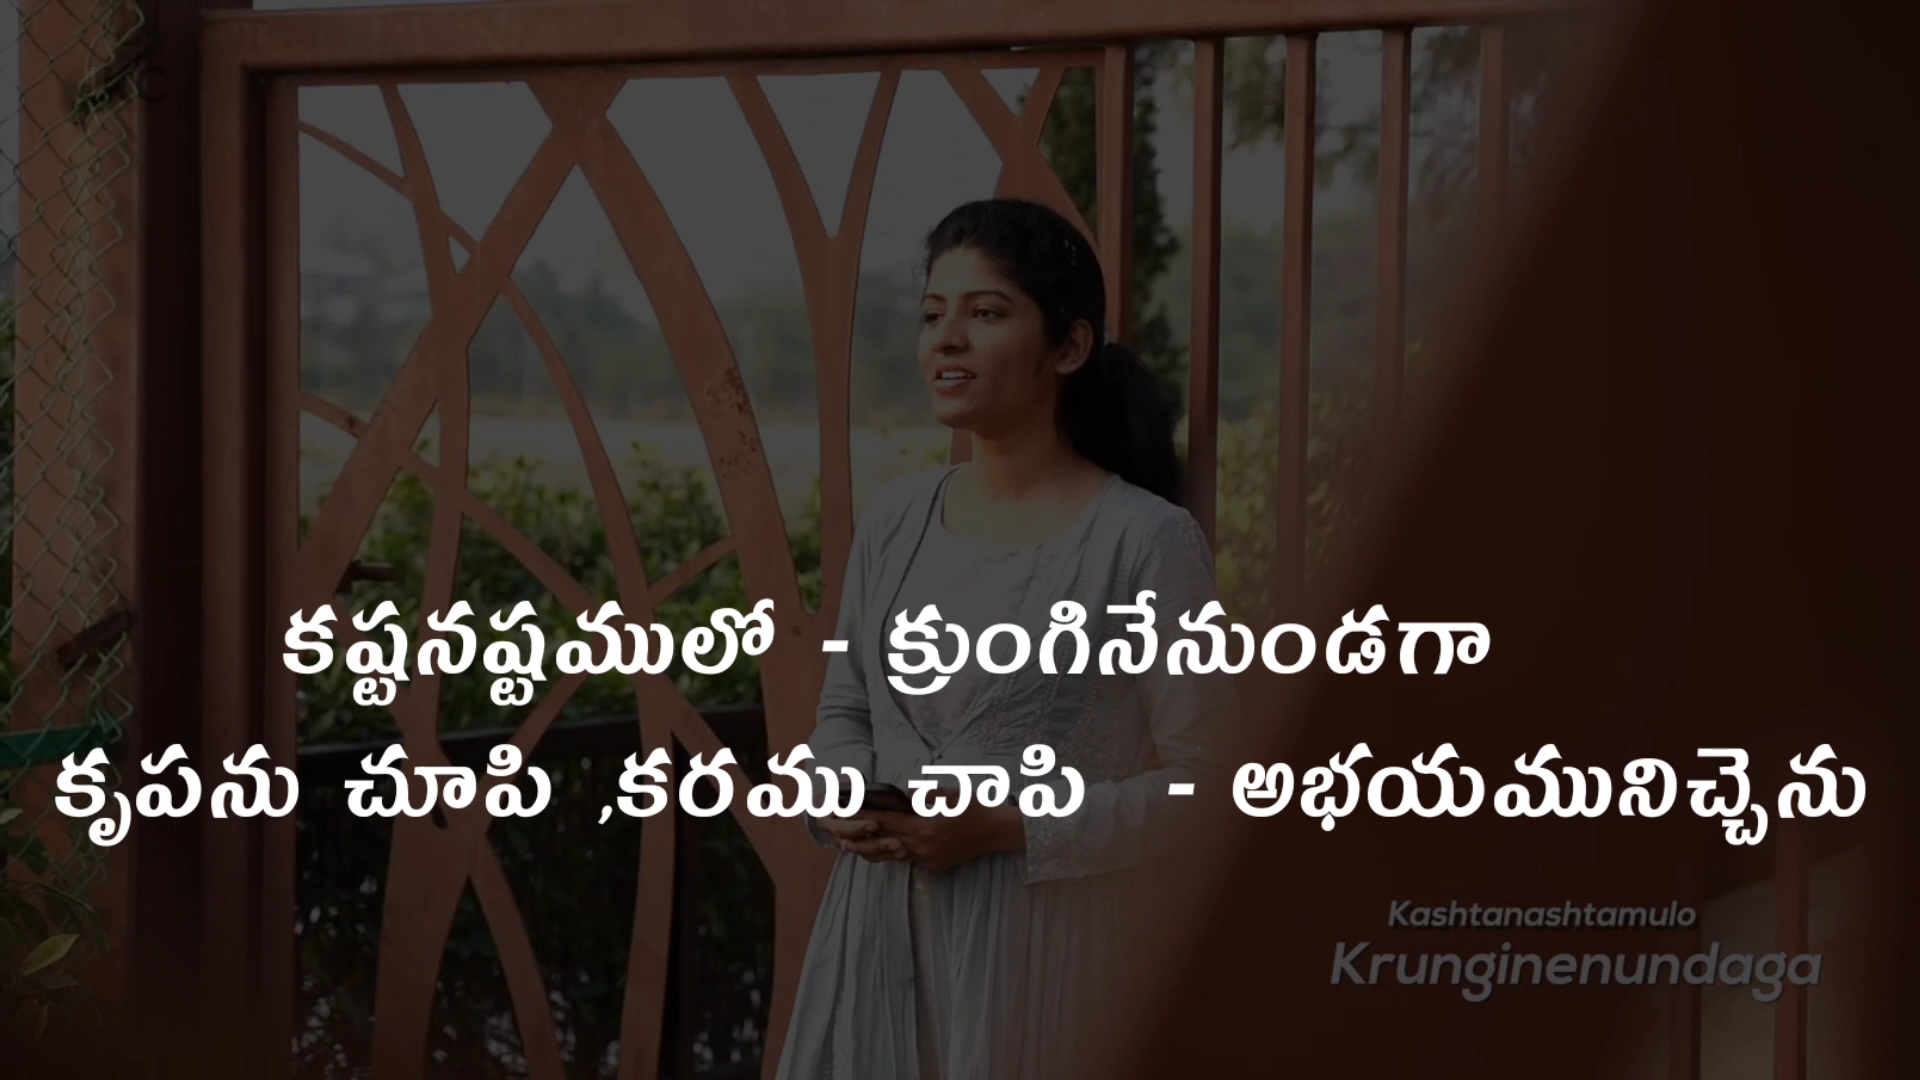 కష్టనష్టములో - క్రుంగినేనుండగా
కృపను చూపి ,కరము చాపి - అభయమునిచ్చెను
Kashtanashtamulo
Krunginenundaga